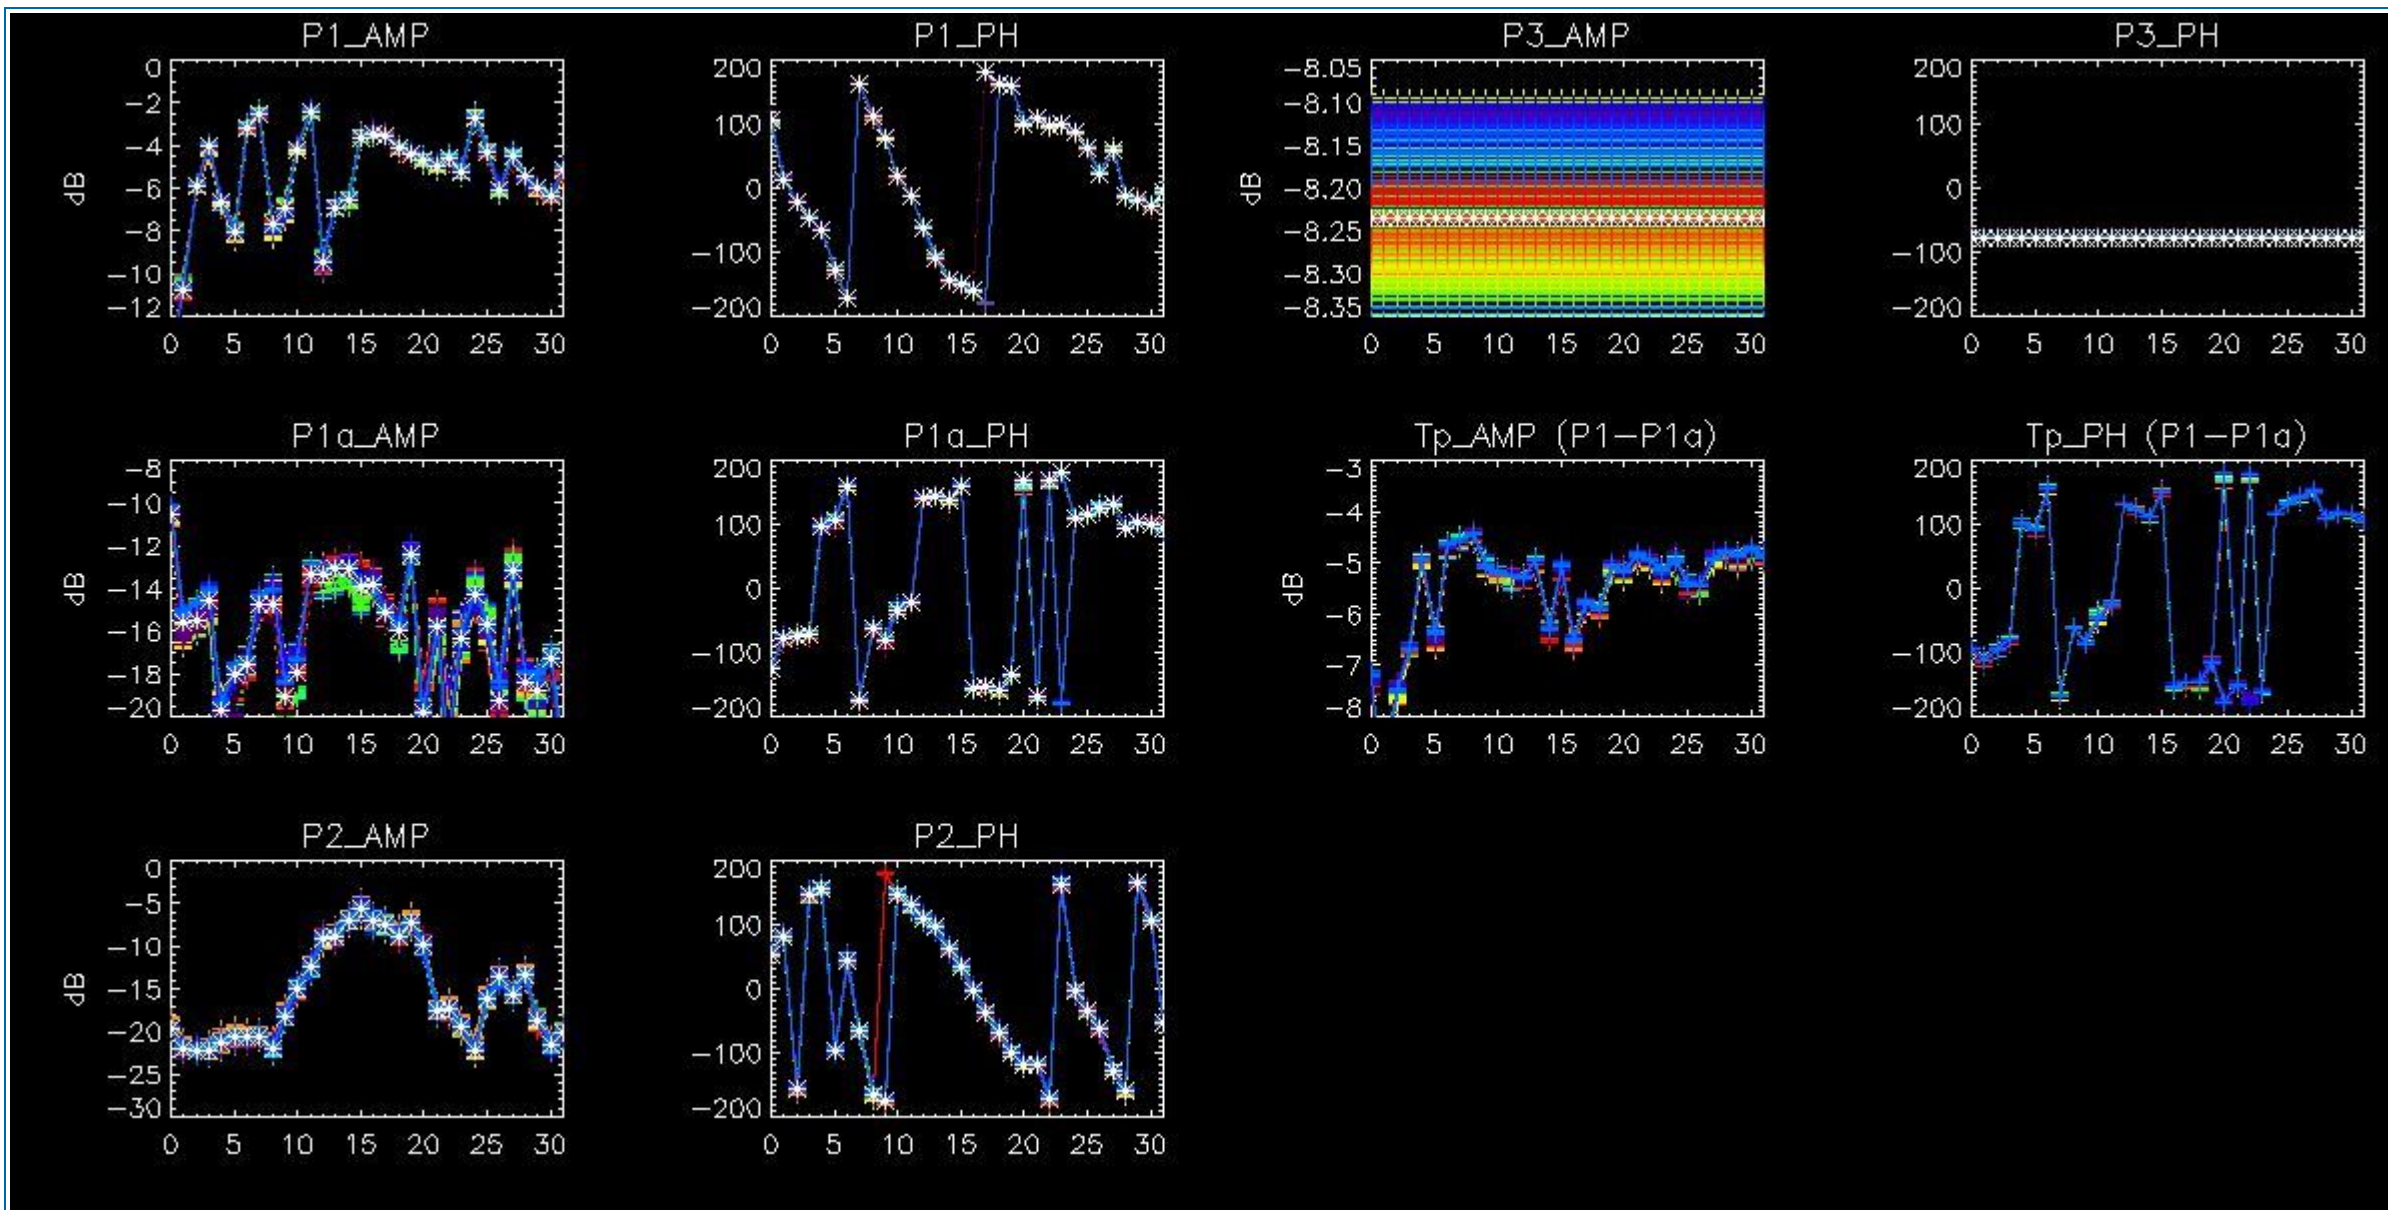 P1_AMP P1_PH P3_AMP P3_PH
0 200 -8.05 200
-2 -8.10
-4 100 -8.15 100
dB -6 0 dB -8.20 0
-8 -8.25
-10 -100 -8.30 -100
-12 -200 -8.35 -200
0 5 10 15 20 25 30 0 5 10 15 20 25 30 0 5 10 15 20 25 30 0 5 10 15 20 25 30
P1a_AMP P1a_PH Tp_AMP (P1-P1a) Tp_PH (P1-P1a)
-8 200 -3 200
-10 100 -4 100
-12
dB -14 0 dB -5 0
-16 -6
-18 -100 -7 -100
-20 -200 -8 -200
0 5 10 15 20 25 30 0 5 10 15 20 25 30 0 5 10 15 20 25 30 0 5 10 15 20 25 30
P2_AMP P2_PH
0 200
-5 100
-10
dB -15 0
-20 -100
-25
-30 -200
0 5 10 15 20 25 30 0 5 10 15 20 25 30